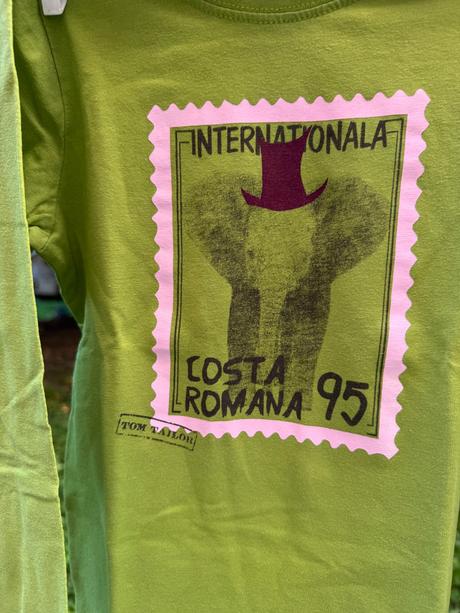 INTERNATIONALA
COSTA
ROMANA 95
TOM TAILOR